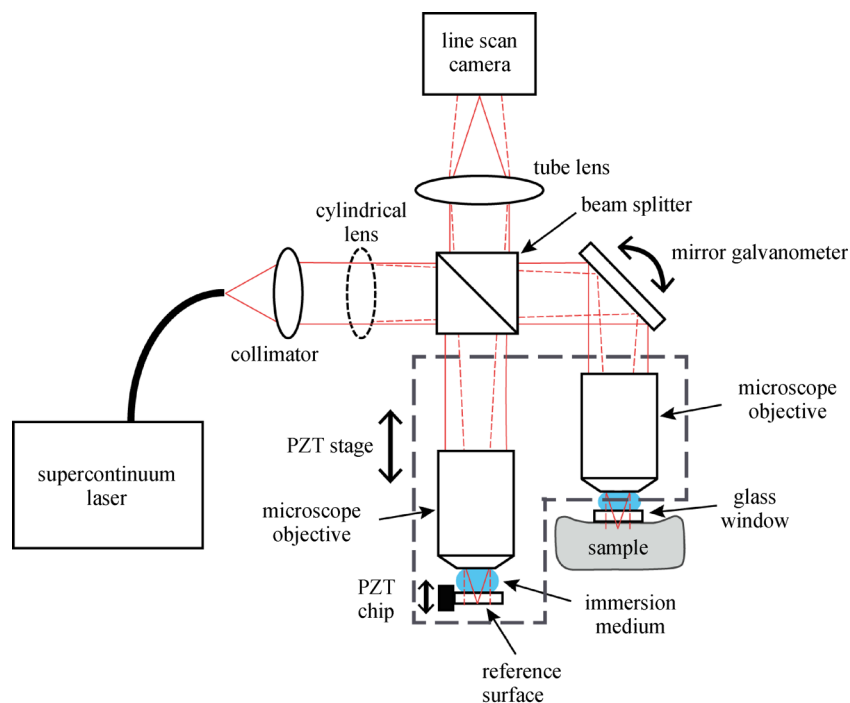 line scan
camera
tube lens
beam splitter
cylindrical
lens
mirror galvanometer
collimator
microscope
objective
PZT stage
supercontinuum
laser
microscope
objective
glass
window
sample
PZT
chip
immersion
medium
reference
surface